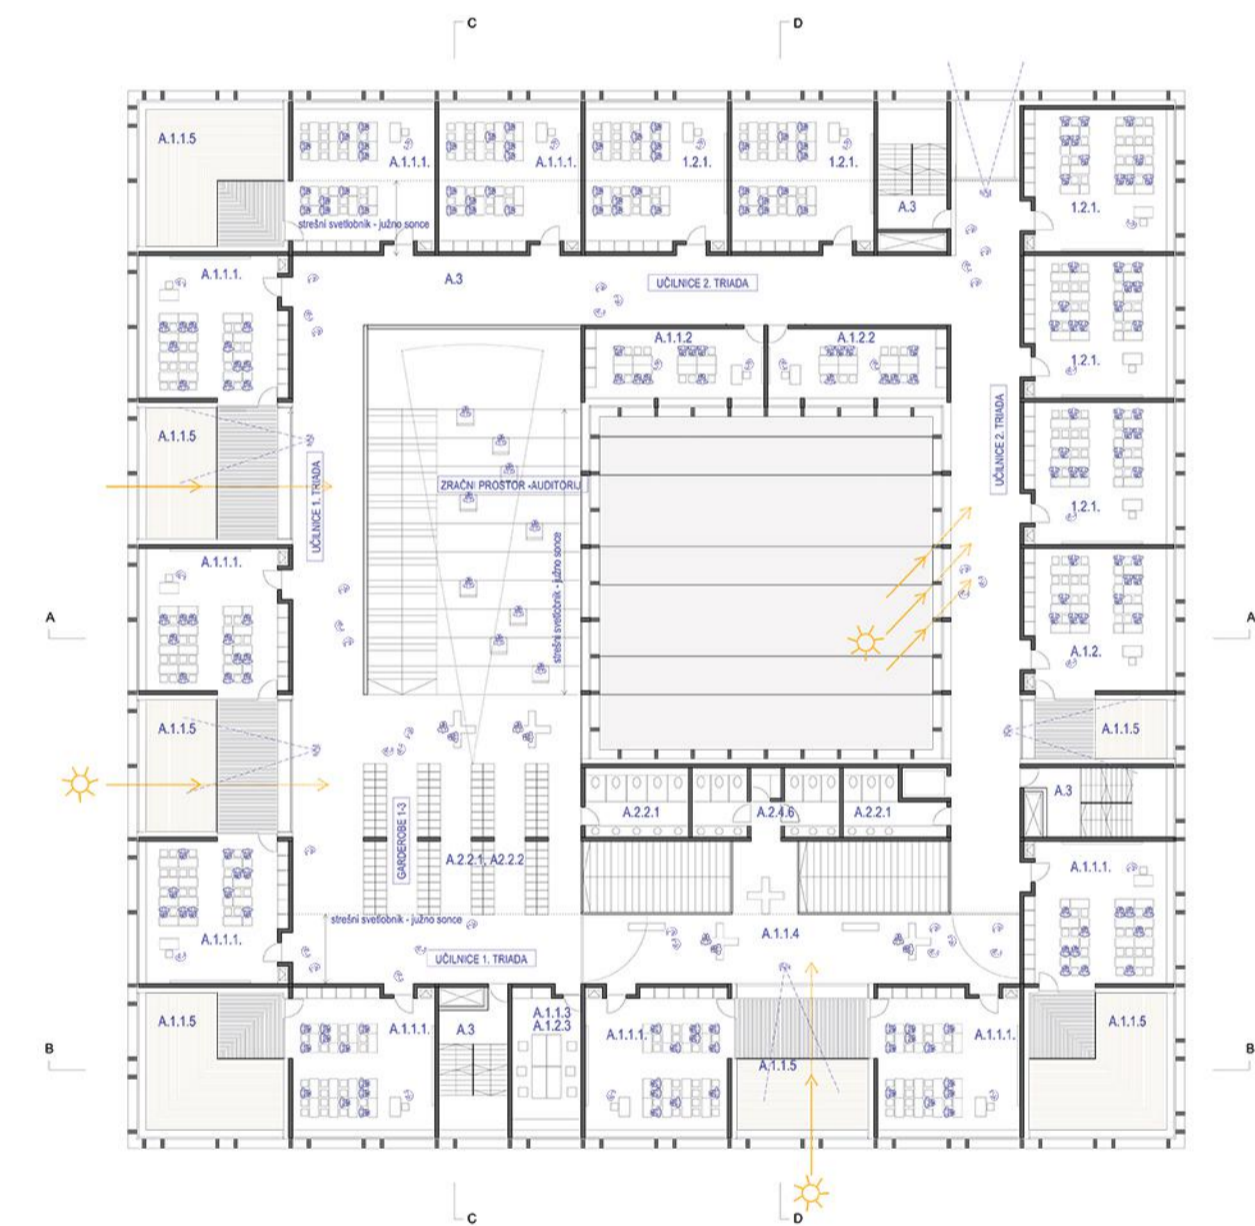 C
D
A.1.1.5
A.1.1.1.
A.1.1.1.
1.2.1.
1.2.1.
A.3
1.2.1.
strešni svetlobnik - južno sonce
A.1.1.1.
A.3
UČILNICE 2. TRIADA
A.1.1.2
A.1.2.2
1.2.1.
A.1.1.5
UČILNICE 1. TRIADA
ZRAČNI PROSTOR -AUDITORIJ
UČILNICE 2. TRIADA
1.2.1.
strešni svetlobnik - južno sonce
A.1.1.1.
A
A
A.1.2.
A.1.1.5
A.1.1.5
A.3
GARDEROBE 1-3
A.2.2.1
A.2.4.6
A.2.2.1
A.2.2.1, A2.2.2
A.1.1.1.
strešni svetlobnik - južno sonce
A.1.1.1.
A.1.1.4
UČILNICE 1. TRIADA
A.1.1.5
A.1.1.1.
A.3
A.1.1.3
A.1.2.3
A.1.1.1.
A.1.1.5
A.1.1.1.
A.1.1.5
B
B
C
D